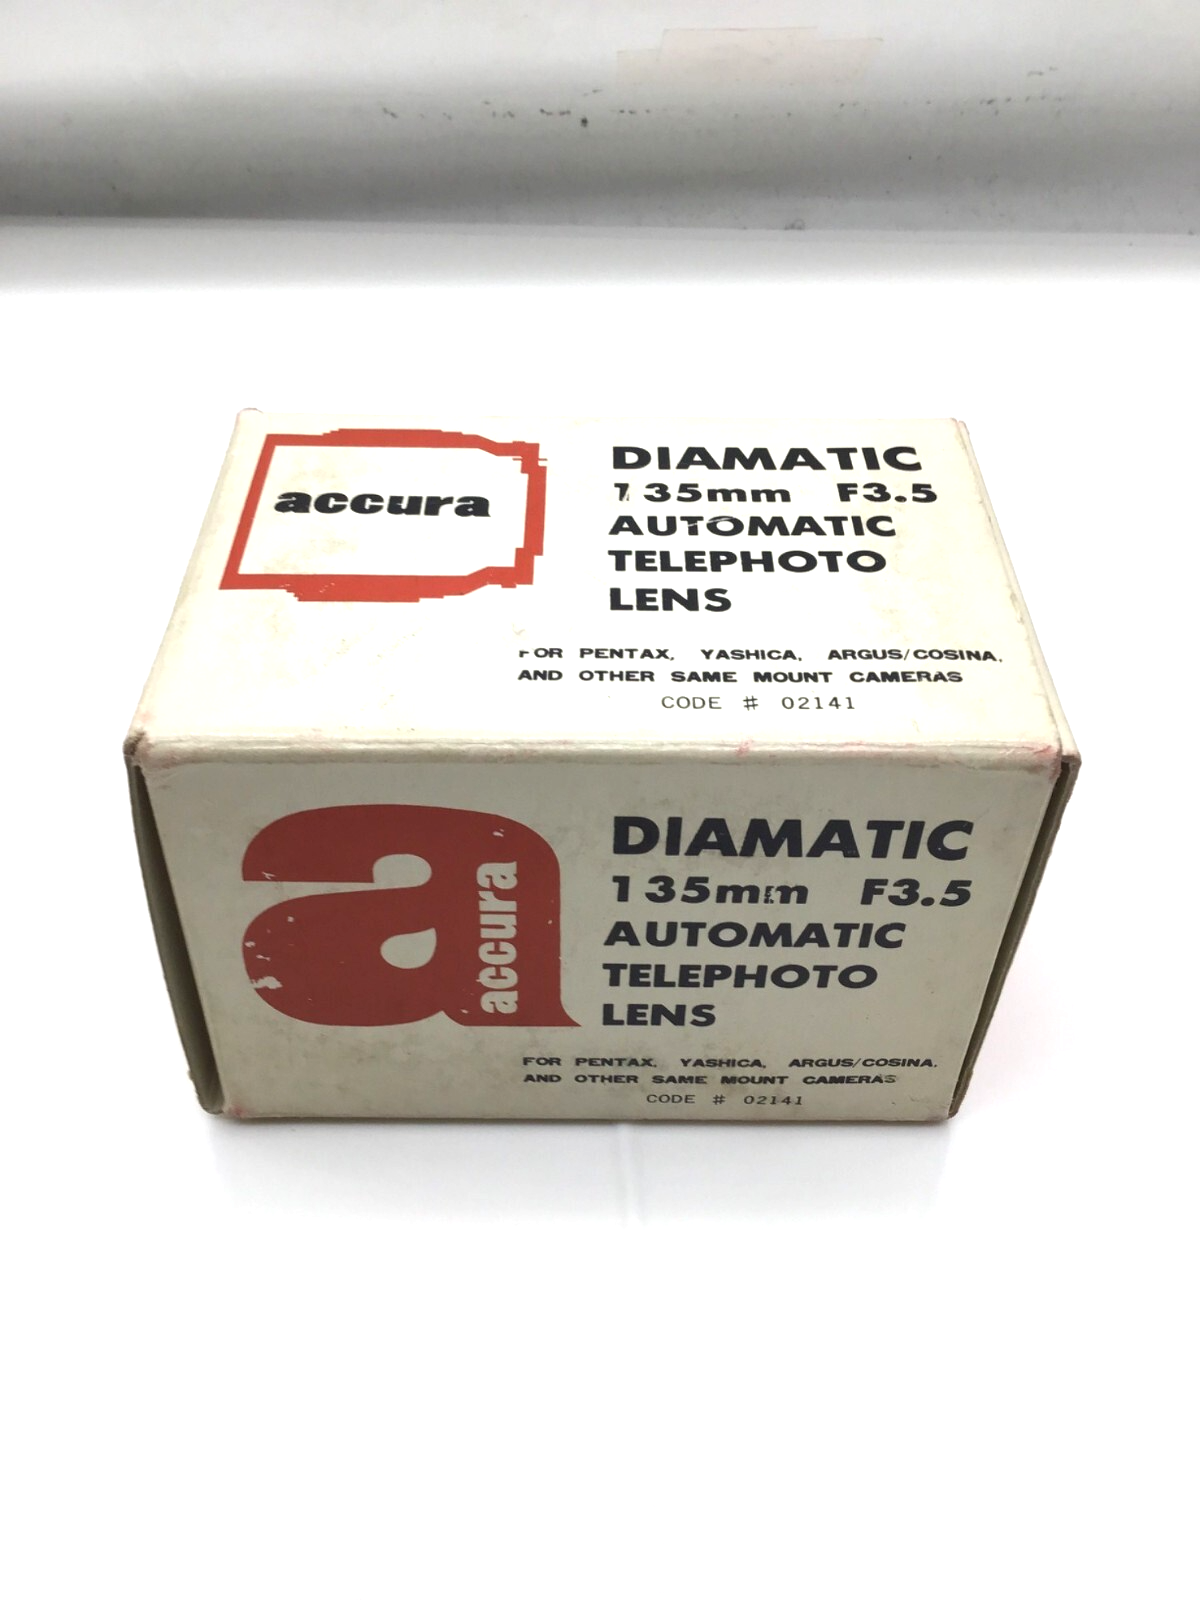 accura
DIAMATIC
135mm F3.5
AUTOMATIC
TELEPHOTO
LENS
FOR PENTAX, YASHICA, ARGUS/COSINA,
AND OTHER SAME MOUNT CAMERAS
CODE # 02141
a
accura
DIAMATIC
135mm F3.5
AUTOMATIC
TELEPHOTO
LENS
FOR PENTAX, YASHICA, ARGUS/COSINA,
AND OTHER SAME MOUNT CAMERAS
CODE # 02141